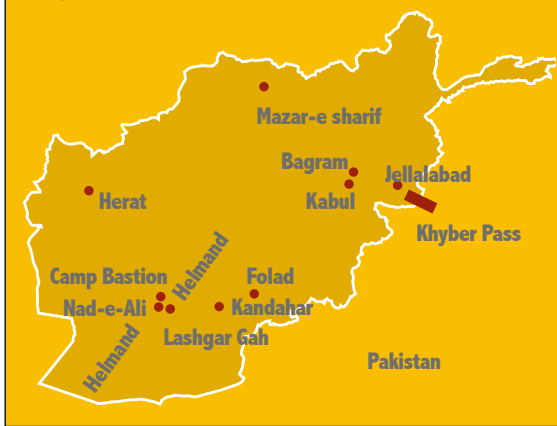 Mazar-e sharif
Bagram
Jellalabad
Herat
Kabul
Khyber Pass
Helmand
Camp Bastion
Folad
Nad-e-Ali
Kandahar
Lashgar Gah
Helmand
Pakistan